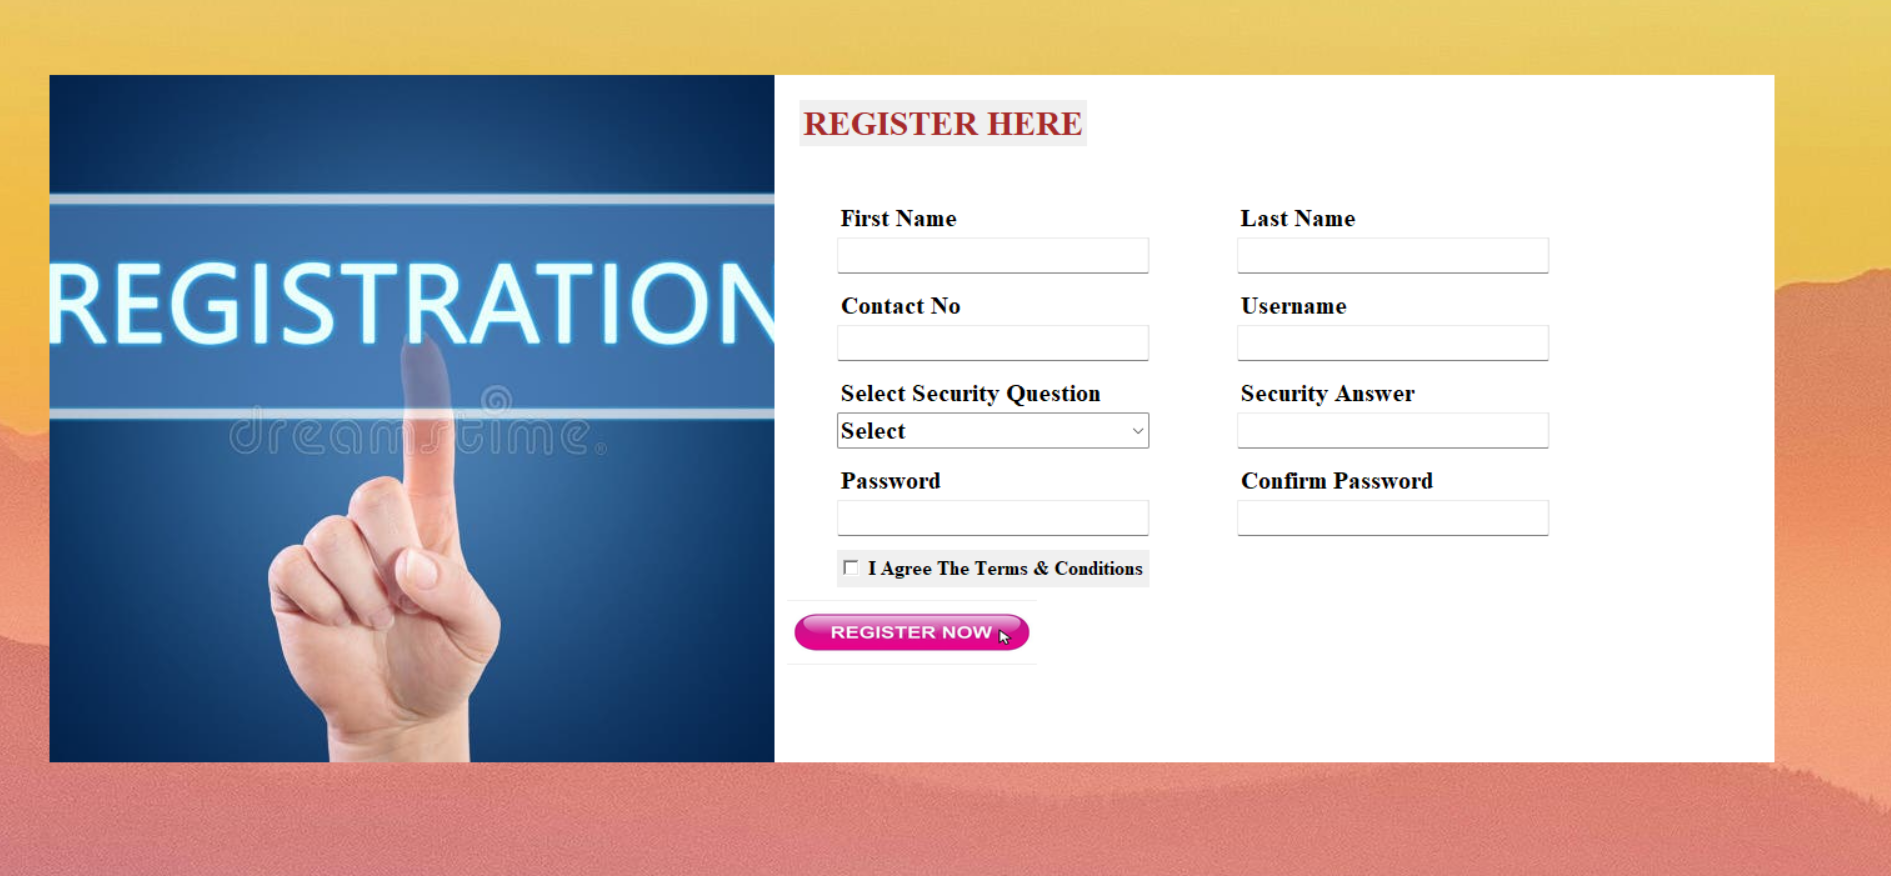 REGISTRATION
dreamstime.
REGISTER HERE
First Name
Last Name
Contact No
Username
Select Security Question
Security Answer
Select
Password
Confirm Password
I Agree The Terms & Conditions
REGISTER NOW